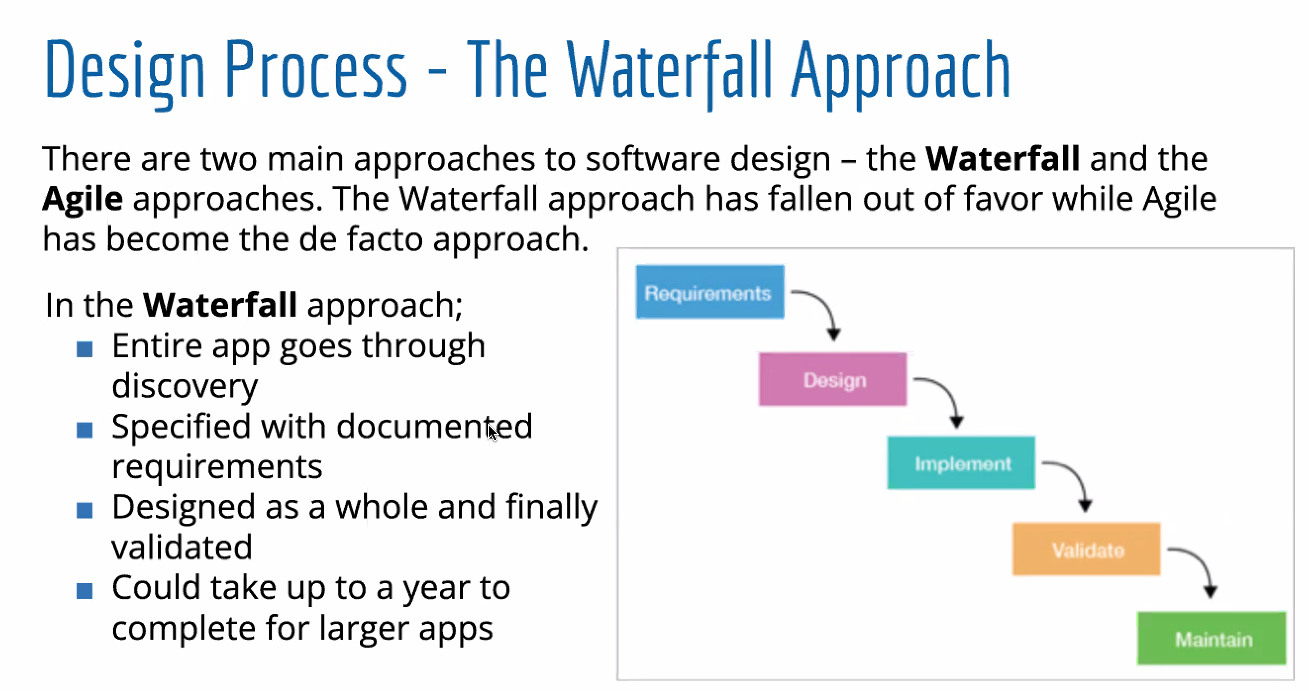 Design Process - The Waterfall Approach
There are two main approaches to software design – the Waterfall and the
Agile approaches. The Waterfall approach has fallen out of favor while Agile
has become the de facto approach.
In the Waterfall approach;
■ Entire app goes through
discovery
■ Specified with documented
requirements
■ Designed as a whole and finally
validated
■ Could take up to a year to
complete for larger apps
Requirements
Design
Implement
Validate
Maintain